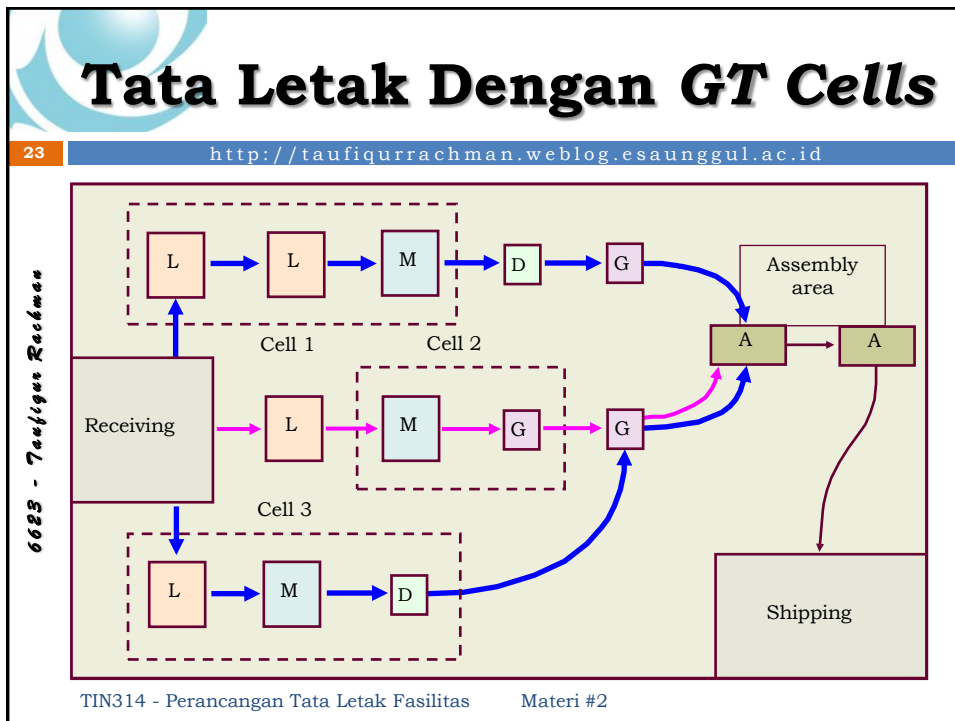 Tata Letak Dengan GT Cells
23
http://taufiqurrachman.weblog.esaunggul.ac.id
6623 - Taufiqur Rachman
L
L
M
D
G
Assembly
area
Cell 1
Cell 2
A
A
Receiving
L
M
G
G
Cell 3
L
M
D
Shipping
TIN314 - Perancangan Tata Letak Fasilitas
Materi #2